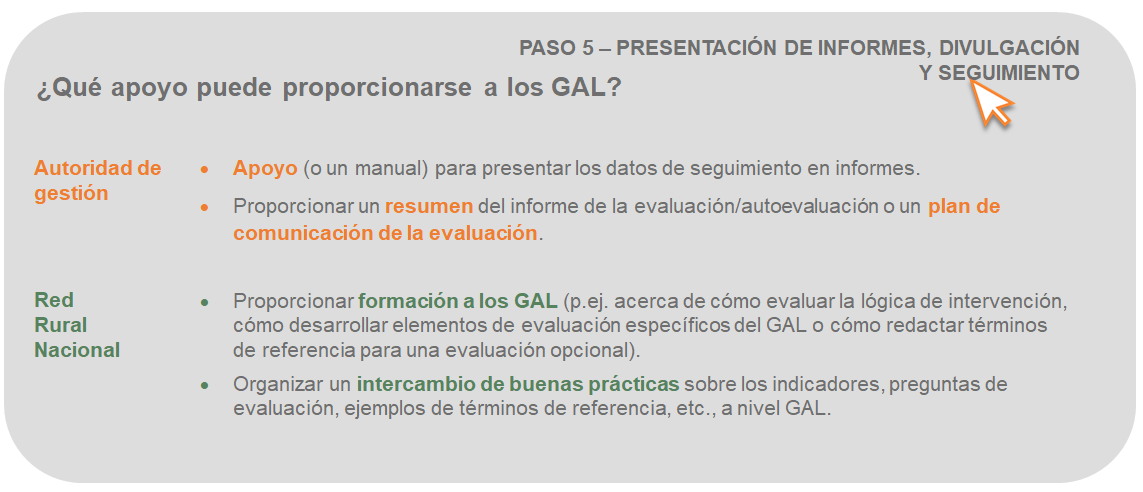 PASO 5 – PRESENTACIÓN DE INFORMES, DIVULGACIÓN
Y SEGUIMIENTO
¿Qué apoyo puede proporcionarse a los GAL?
Autoridad de
gestión
• Apoyo (o un manual) para presentar los datos de seguimiento en informes.
• Proporcionar un resumen del informe de la evaluación/autoevaluación o un plan de
comunicación de la evaluación.
Red
Rural
Nacional
• Proporcionar formación a los GAL (p.ej. acerca de cómo evaluar la lógica de intervención,
cómo desarrollar elementos de evaluación específicos del GAL o cómo redactar términos
de referencia para una evaluación opcional).
• Organizar un intercambio de buenas prácticas sobre los indicadores, preguntas de
evaluación, ejemplos de términos de referencia, etc., a nivel GAL.